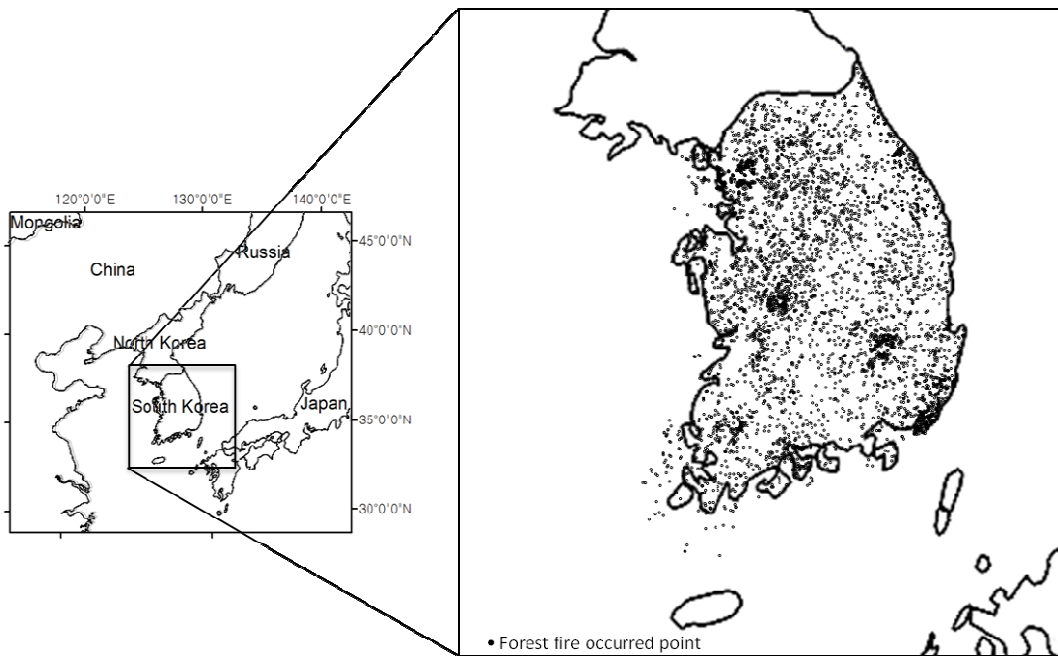 120°0'0"E 130°0'0"E 140°0'0"E
Mongolia
45°0'0"N
Russia
China
40°0'0"N
North Korea
South Korea
Japan
35°0'0"N
30°0'0"N
• Forest fire occurred point